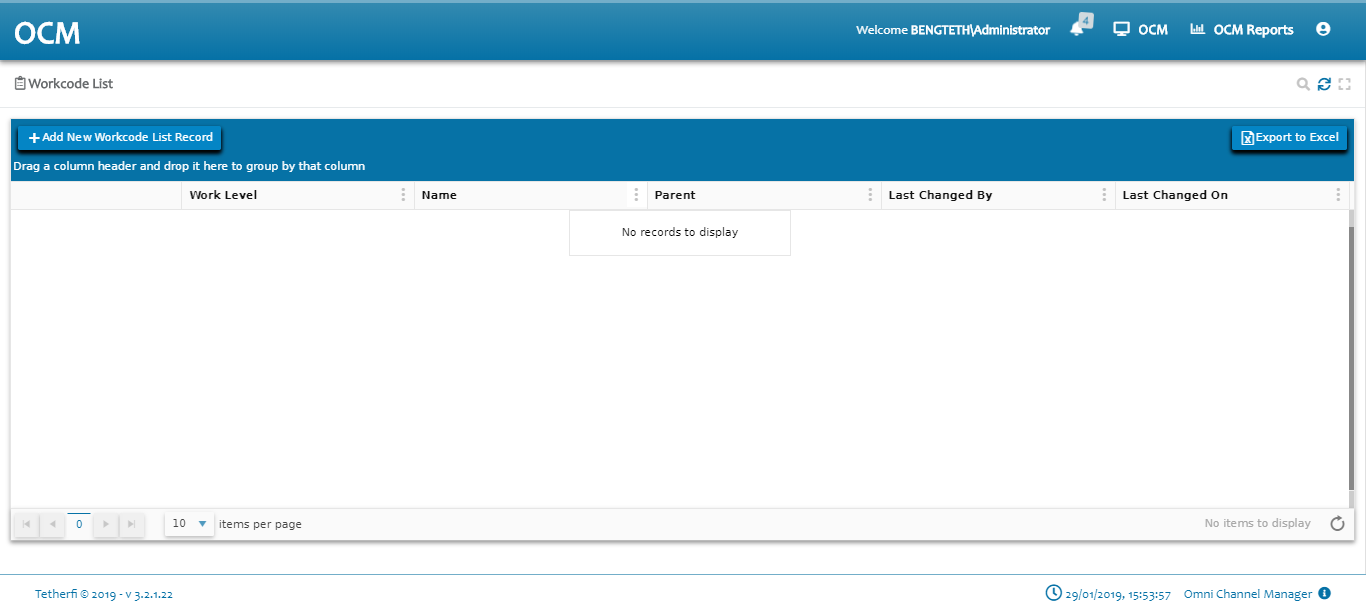 OCM
Welcome BENGTETH\Administrator 4 OCM OCM Reports
Workcode List
Add New Workcode List Record Export to Excel
Drag a column header and drop it here to group by that column
Work Level Name Parent Last Changed By Last Changed On
No records to display
0 10 items per page No items to display
Tetherfi © 2019 - v 3.2.1.22 29/01/2019, 15:53:57 Omni Channel Manager